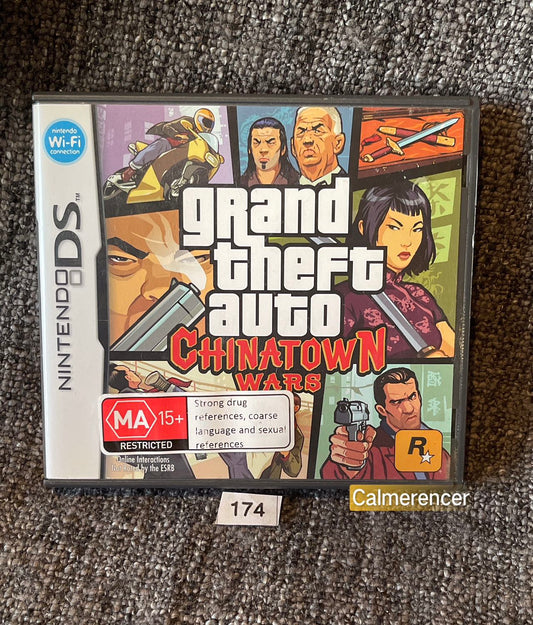 nintendo
Wi-Fi
connection
NINTENDO DS™
grand
theft
auto
CHINATOWN
WARS
MA 15+
RESTRICTED
Strong drug
references, coarse
language and sexual
references
Online Interactions
Not Rated by the ESRB
R
174
Calmerencer